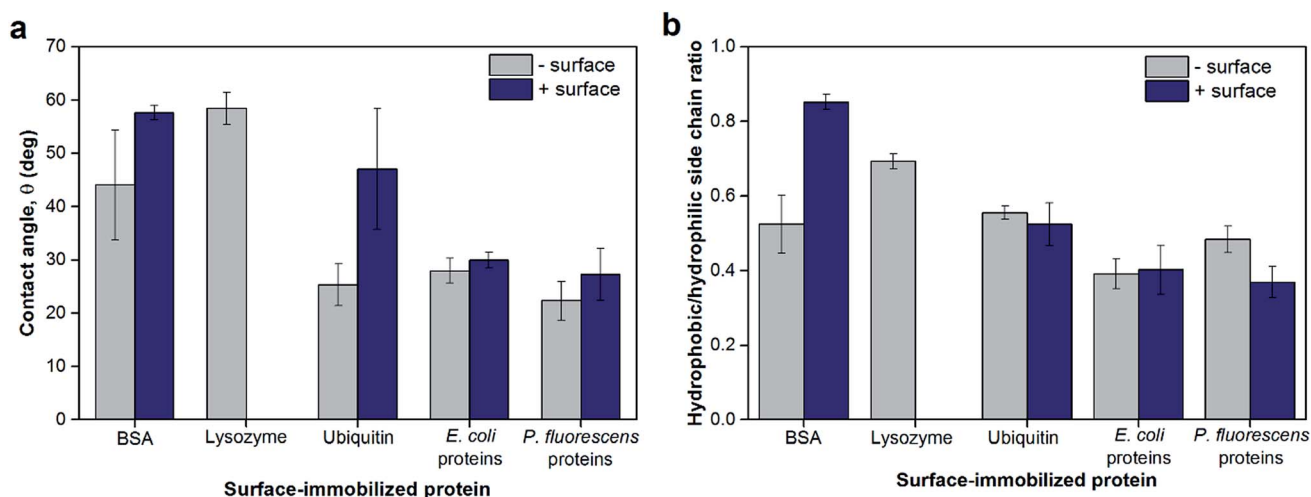 a
70
60
50
40
30
20
10
0
Contact angle, θ (deg)
- surface
+ surface
BSA
Lysozyme
Ubiquitin
E. coli
proteins
P. fluorescens
proteins
Surface-immobilized protein
b
1.0
0.8
0.6
0.4
0.2
0.0
Hydrophobic/hydrophilic side chain ratio
- surface
+ surface
BSA
Lysozyme
Ubiquitin
E. coli
proteins
P. fluorescens
proteins
Surface-immobilized protein